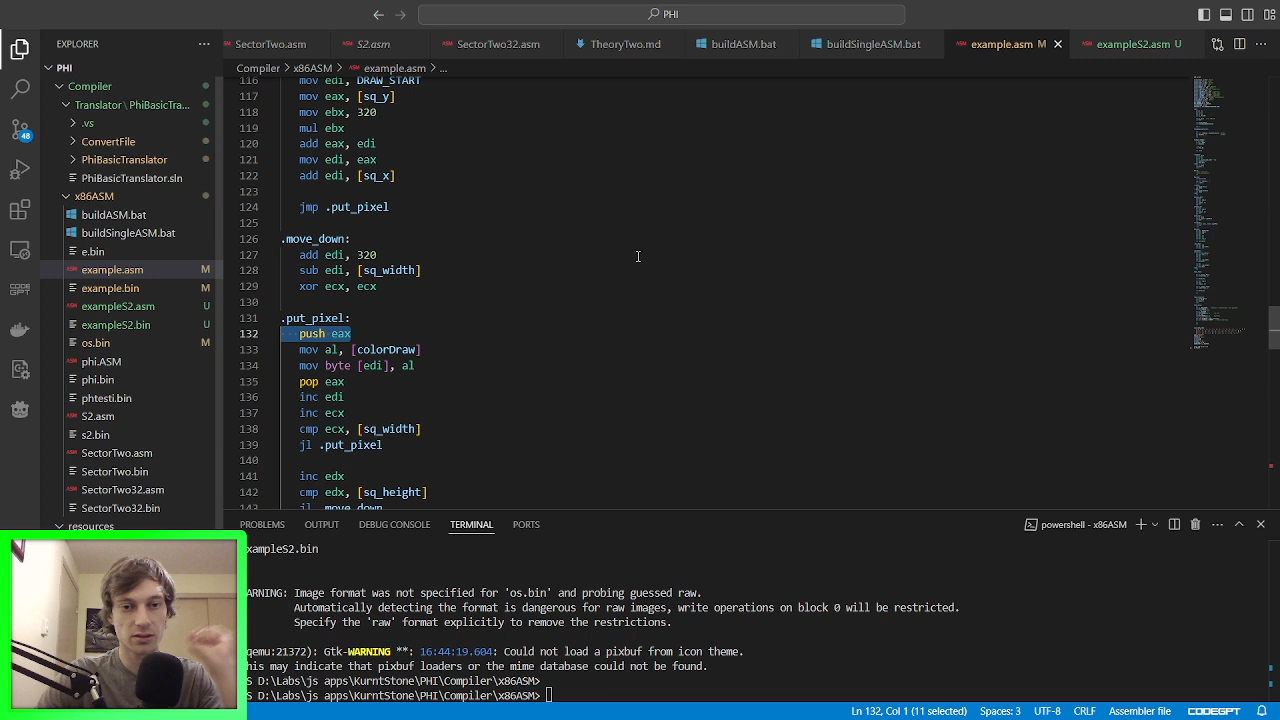 PHI
EXPLORER
SectorTwo.asm
S2.asm
SectorTwo32.asm
TheoryTwo.md
buildASM.bat
buildSingleASM.bat
example.asm M
exampleS2.asm U
PHI
Compiler > x86ASM > example.asm > ...
Compiler
Translator \ PhiBasicTra...
.vs
ConvertFile
PhiBasicTranslator
PhiBasicTranslator.sln
x86ASM
buildASM.bat
buildSingleASM.bat
e.bin
example.asm M
example.bin M
exampleS2.asm U
exampleS2.bin U
os.bin M
phi.ASM
phi.bin
phtesti.bin
S2.asm
s2.bin
SectorTwo.asm
SectorTwo.bin
SectorTwo32.asm
SectorTwo32.bin
resources
48
116 mov edi, DRAW_START
117 mov eax, [sq_y]
118 mov ebx, 320
119 mul ebx
120 add eax, edi
121 mov edi, eax
122 add edi, [sq_x]
123
124 jmp .put_pixel
125
126 .move_down:
127 add edi, 320
128 sub edi, [sq_width]
129 xor ecx, ecx
130
131 .put_pixel:
132 push eax
133 mov al, [colorDraw]
134 mov byte [edi], al
135 pop eax
136 inc edi
137 inc ecx
138 cmp ecx, [sq_width]
139 jl .put_pixel
140
141 inc edx
142 cmp edx, [sq_height]
143 jl .move_down
PROBLEMS OUTPUT DEBUG CONSOLE TERMINAL PORTS
powershell - x86ASM
xampleS2.bin
ARNING: Image format was not specified for 'os.bin' and probing guessed raw.
Automatically detecting the format is dangerous for raw images, write operations on block 0 will be restricted.
Specify the 'raw' format explicitly to remove the restrictions.
qemu:21372): Gtk-WARNING **: 16:44:19.604: Could not load a pixbuf from icon theme.
his may indicate that pixbuf loaders or the mime database could not be found.
S D:\Labs\js apps\KurntStone\PHI\Compiler\x86ASM>
S D:\Labs\js apps\KurntStone\PHI\Compiler\x86ASM>
Ln 132, Col 1 (11 selected) Spaces: 3 UTF-8 CRLF Assembler file CODEGPT